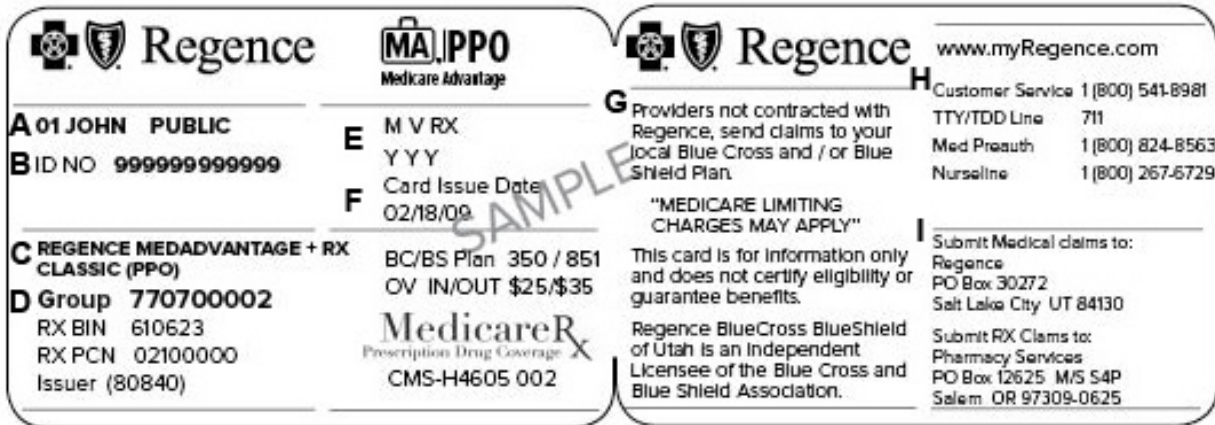 Regence
MA PPO
Medicare Advantage
A 01 JOHN PUBLIC
B ID NO 999999999999
E M V RX
Y Y Y
F Card Issue Date
02/18/09
C REGENCE MEDADVANTAGE + RX
CLASSIC (PPO)
D Group 770700002
RX BIN 610623
RX PCN 02100000
Issuer (80840)
BC/BS Plan 350 / 851
OV IN/OUT $25/$35
MedicareRx
Prescription Drug Coverage
CMS-H4605 002
SAMPLE
Regence
G Providers not contracted with
Regence, send claims to your
local Blue Cross and / or Blue
Shield Plan.
"MEDICARE LIMITING
CHARGES MAY APPLY"
This card is for information only
and does not certify eligibility or
guarantee benefits.
Regence BlueCross BlueShield
of Utah is an Independent
Licensee of the Blue Cross and
Blue Shield Association.
www.myRegence.com
H Customer Service 1 (800) 541-8981
TTY/TDD Line 711
Med Preauth 1 (800) 824-8563
Nurseline 1 (800) 267-6729
I Submit Medical claims to:
Regence
PO Box 30272
Salt Lake City UT 84130
Submit RX Clams to:
Pharmacy Services
PO Box 12625 M/S S4P
Salem OR 97309-0625